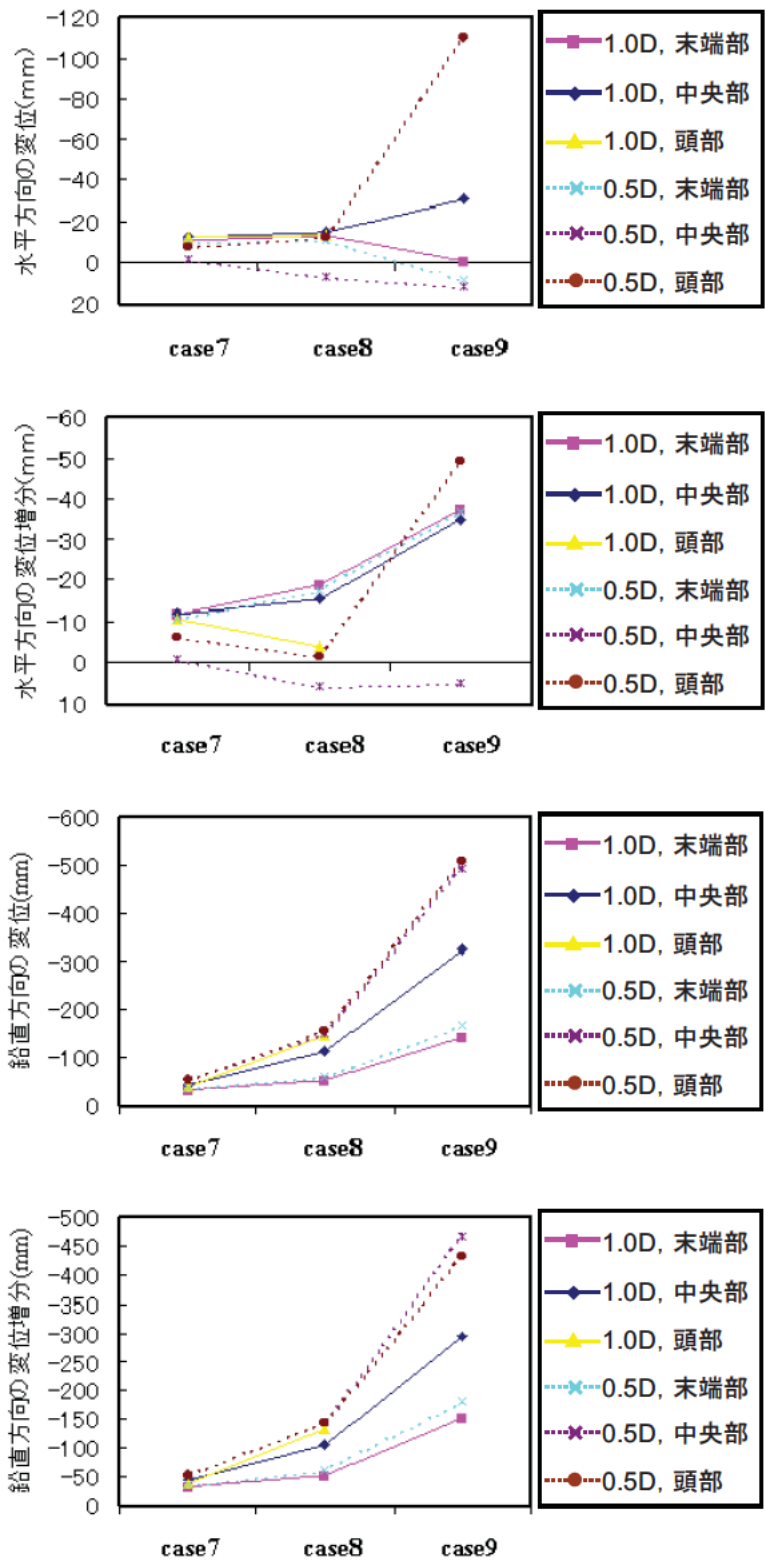 水平方向の変位(mm)
-120
-100
-80
-60
-40
-20
0
20
case7
case8
case9
1.0D, 末端部
1.0D, 中央部
1.0D, 頭部
0.5D, 末端部
0.5D, 中央部
0.5D, 頭部
水平方向の変位増分(mm)
-60
-50
-40
-30
-20
-10
0
10
case7
case8
case9
1.0D, 末端部
1.0D, 中央部
1.0D, 頭部
0.5D, 末端部
0.5D, 中央部
0.5D, 頭部
鉛直方向の変位(mm)
-600
-500
-400
-300
-200
-100
0
case7
case8
case9
1.0D, 末端部
1.0D, 中央部
1.0D, 頭部
0.5D, 末端部
0.5D, 中央部
0.5D, 頭部
鉛直方向の変位増分(mm)
-500
-450
-400
-350
-300
-250
-200
-150
-100
-50
0
case7
case8
case9
1.0D, 末端部
1.0D, 中央部
1.0D, 頭部
0.5D, 末端部
0.5D, 中央部
0.5D, 頭部